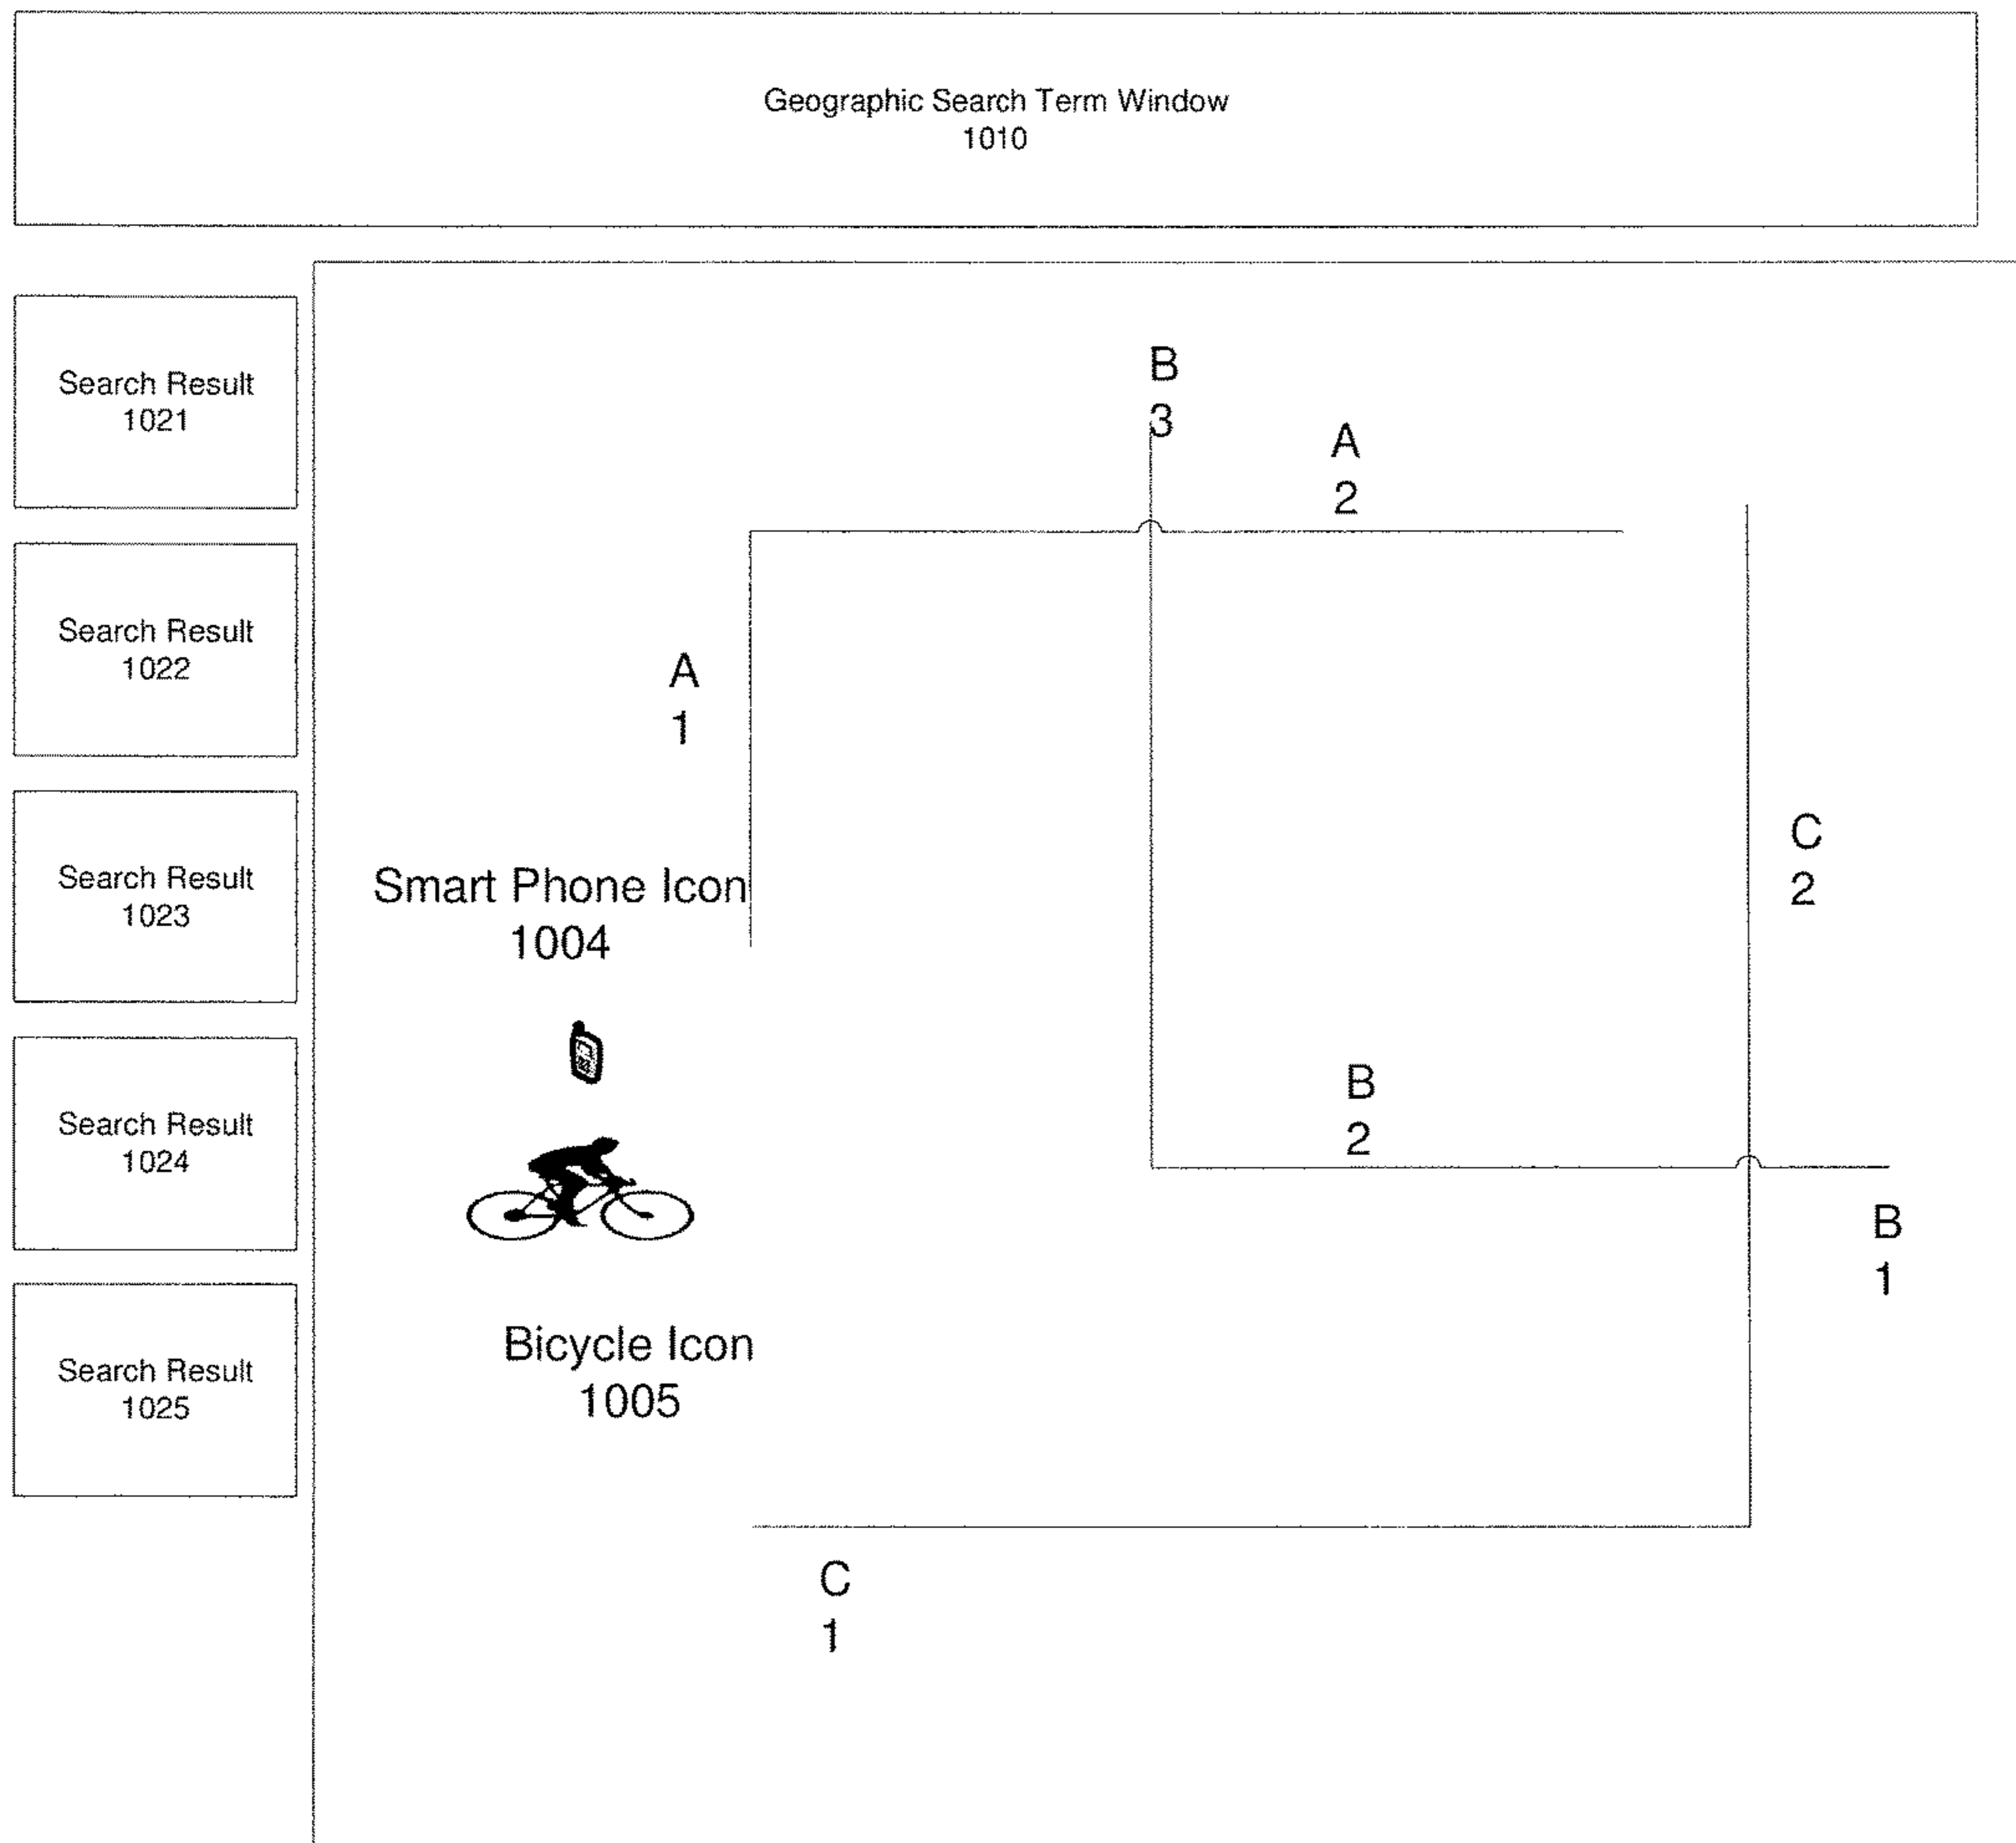 Geographic Search Term Window
1010
Search Result
1021
Search Result
1022
Search Result
1023
Search Result
1024
Search Result
1025
B
3
A
2
A
1
Smart Phone Icon
1004
C
2
B
2
B
1
Bicycle Icon
1005
C
1